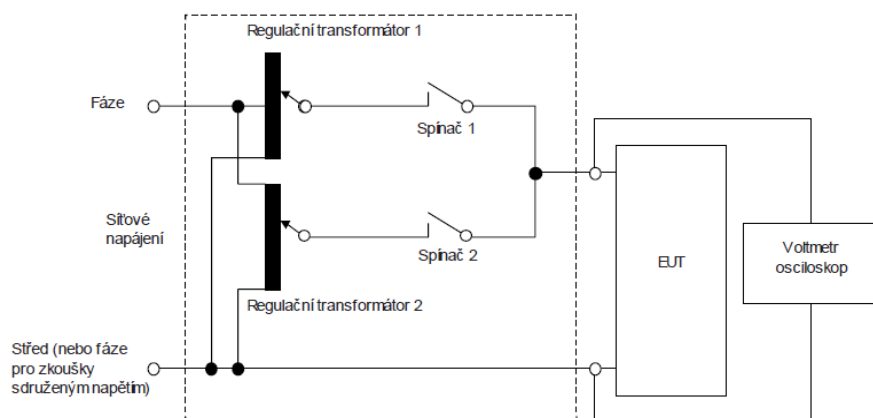 Regulační transformátor 1
Fáze
Spínač 1
Síťové
napájení
Spínač 2
EUT
Voltmetr
osciloskop
Regulační transformátor 2
Střed (nebo fáze
pro zkoušky
sdruženým napětím)